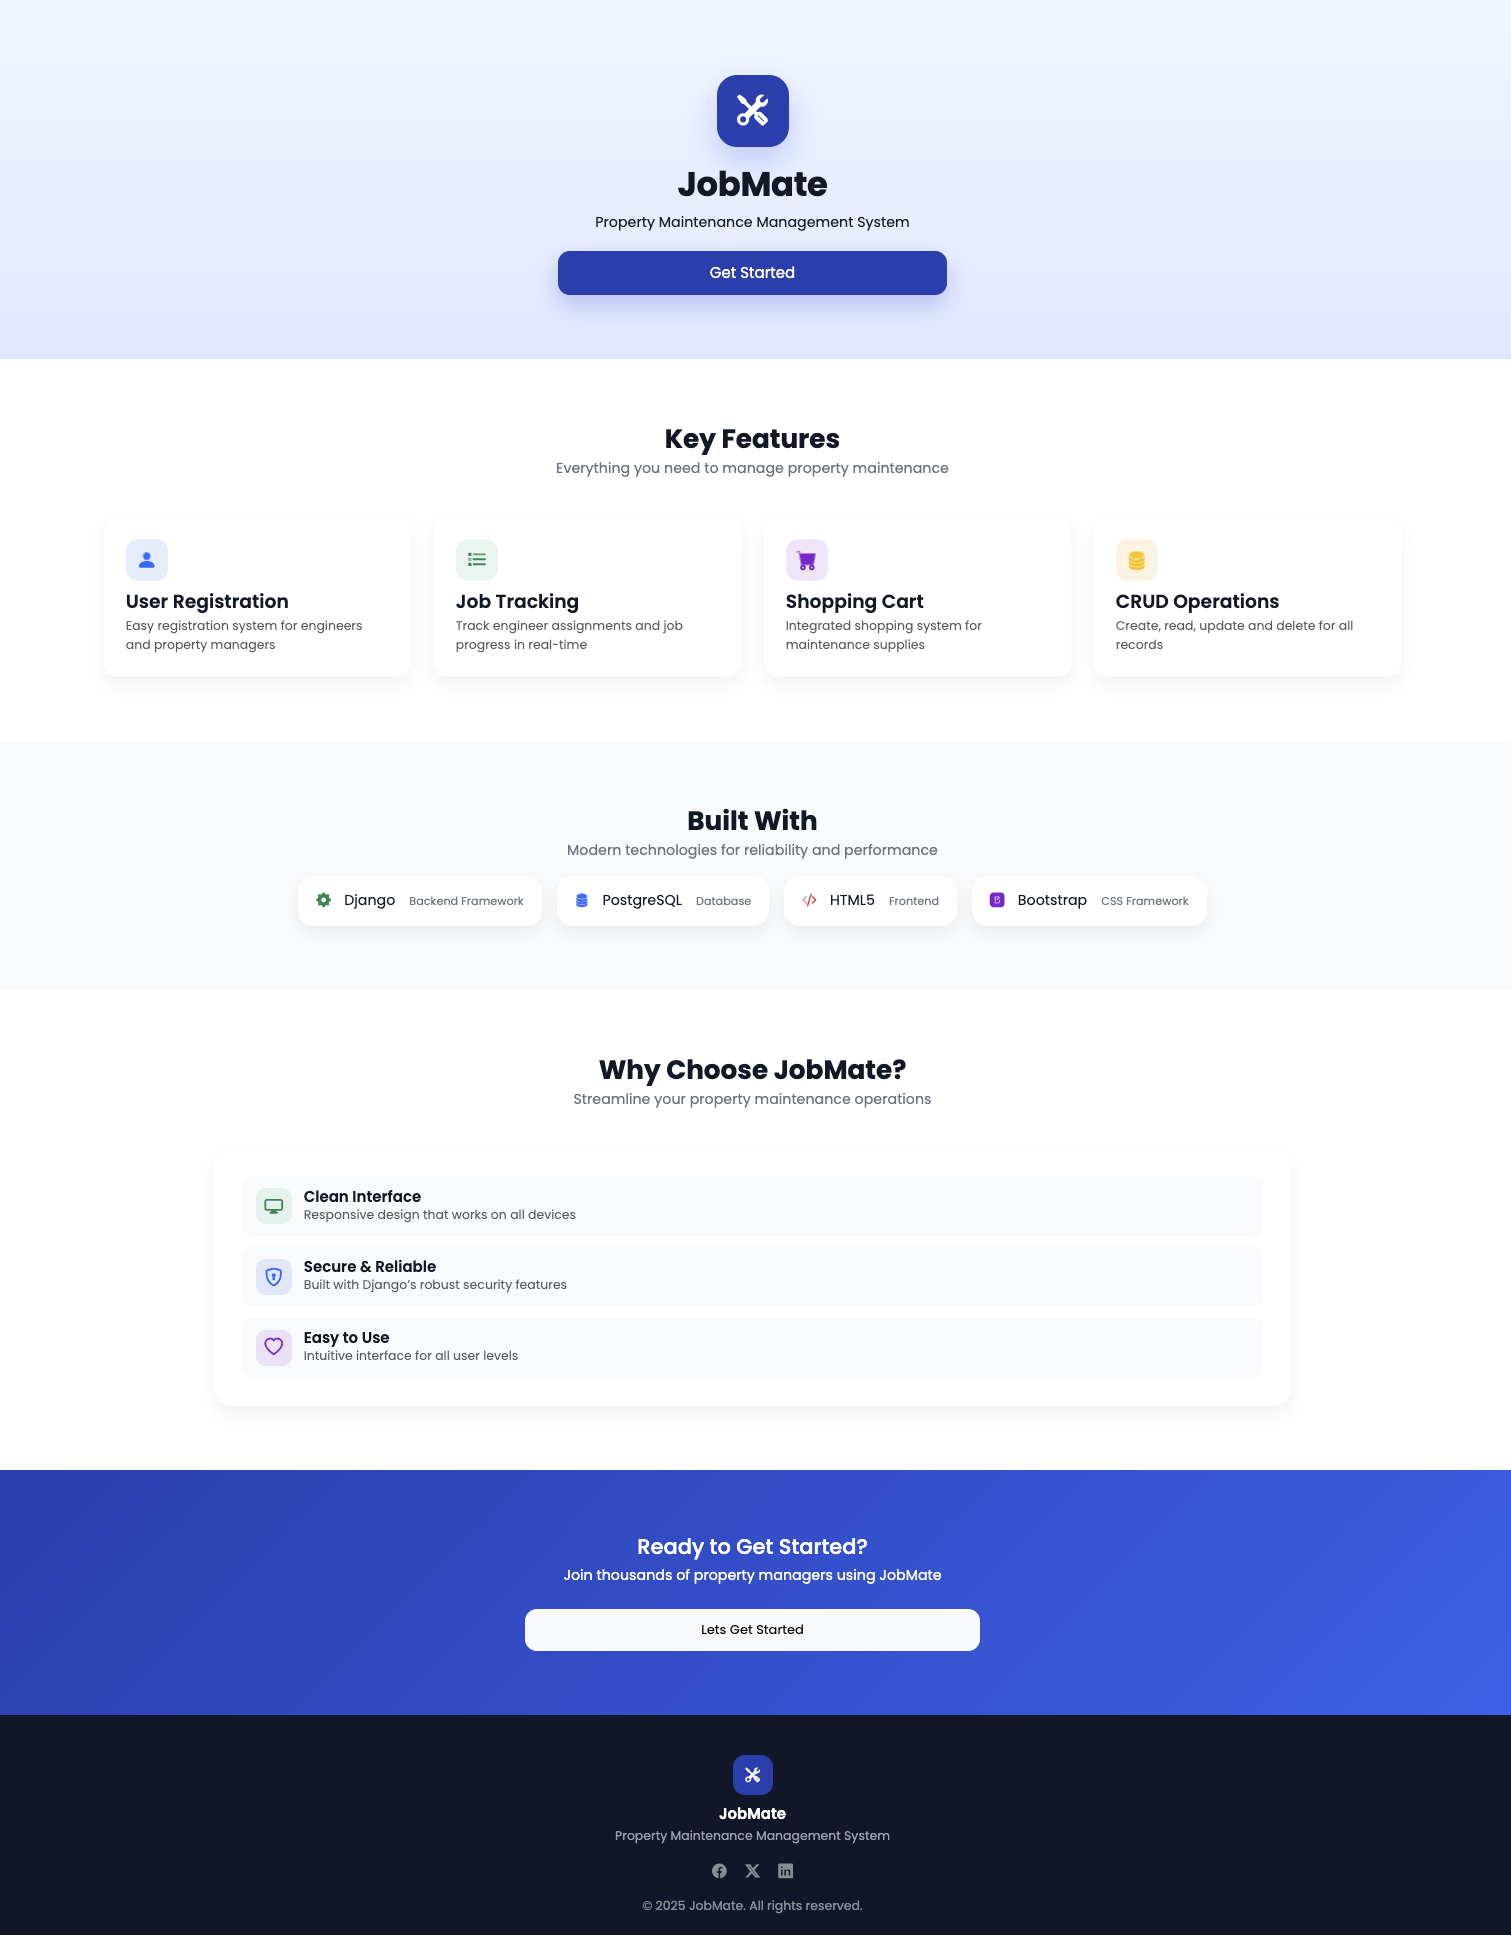 JobMate
Property Maintenance Management System
Get Started
Key Features
Everything you need to manage property maintenance
User Registration
Easy registration system for engineers
and property managers
Job Tracking
Track engineer assignments and job
progress in real-time
Shopping Cart
Integrated shopping system for
maintenance supplies
CRUD Operations
Create, read, update and delete for all
records
Built With
Modern technologies for reliability and performance
Django Backend Framework
PostgreSQL Database
HTML5 Frontend
Bootstrap CSS Framework
Why Choose JobMate?
Streamline your property maintenance operations
Clean Interface
Responsive design that works on all devices
Secure & Reliable
Built with Django’s robust security features
Easy to Use
Intuitive interface for all user levels
Ready to Get Started?
Join thousands of property managers using JobMate
Lets Get Started
JobMate
Property Maintenance Management System
© 2025 JobMate. All rights reserved.